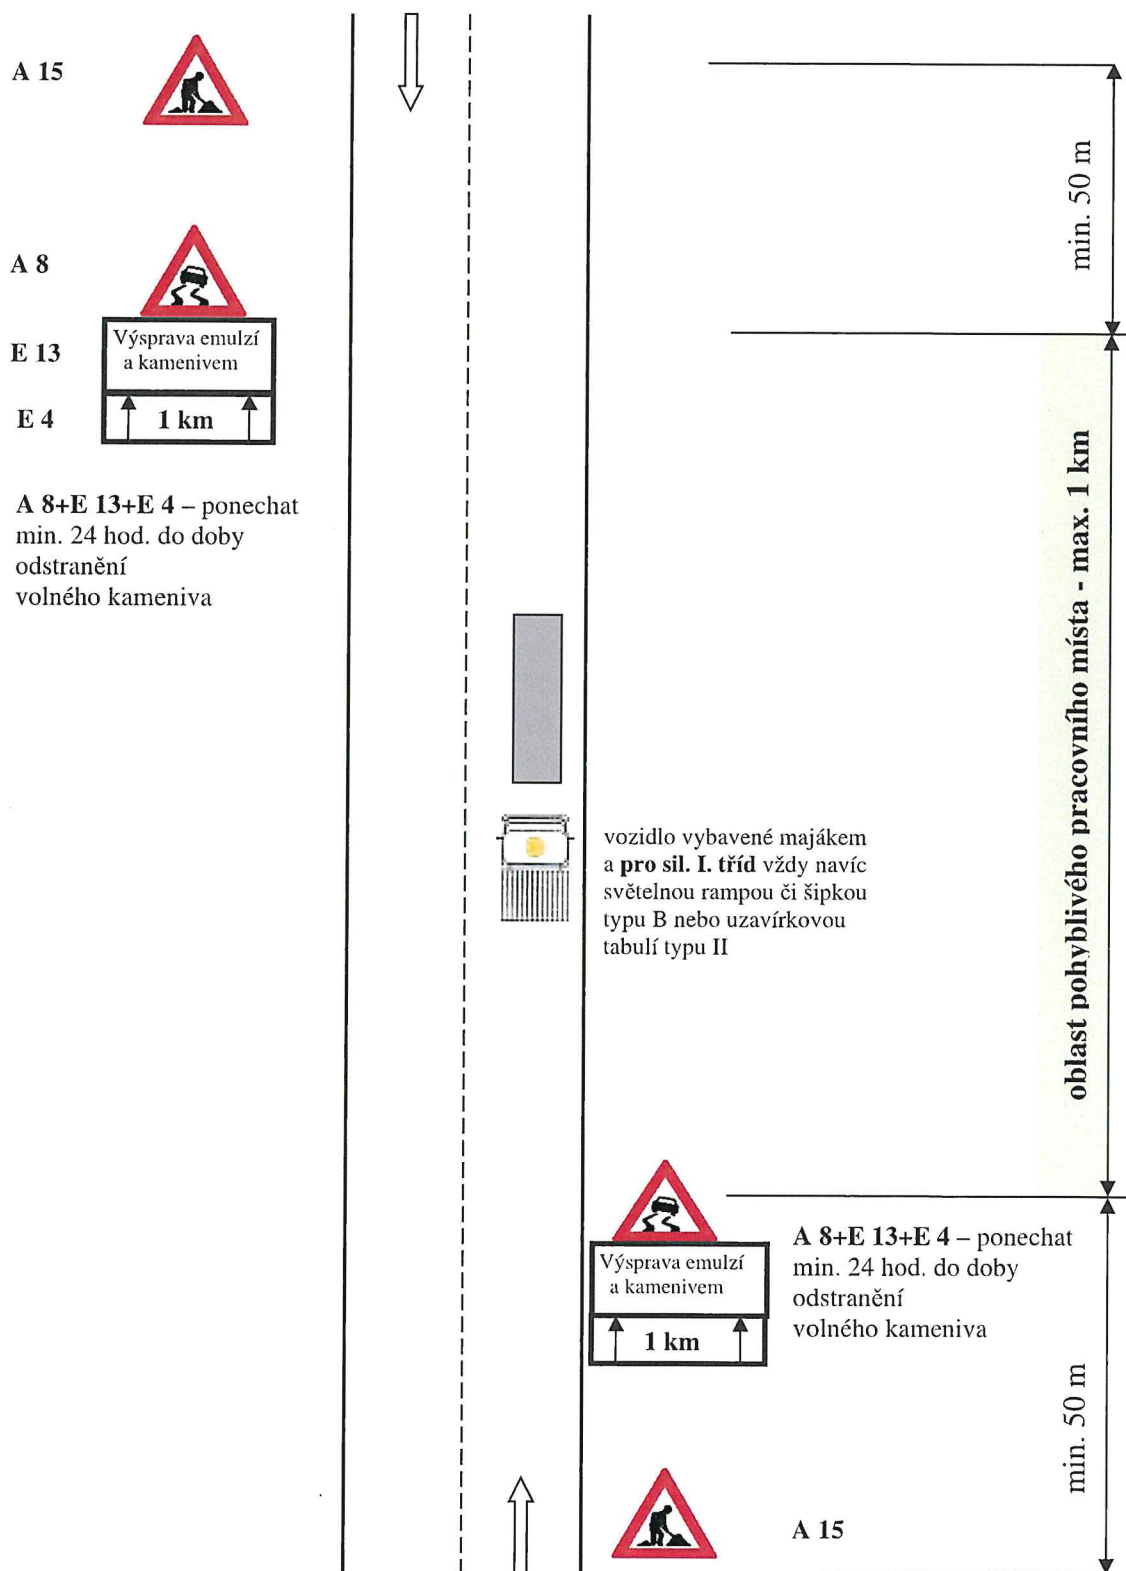 A 15
min. 50 m
A 8
E 13
Výsprava emulzí
a kamenivem
E 4
1 km
A 8+E 13+E 4 – ponechat
min. 24 hod. do doby
odstranění
volného kameniva
oblast pohyblivého pracovního místa - max. 1 km
vozidlo vybavené majákem
a pro sil. I. tříd vždy navíc
světelnou rampou či šipkou
typu B nebo uzavírkovou
tabulí typu II
Výsprava emulzí
a kamenivem
1 km
A 8+E 13+E 4 – ponechat
min. 24 hod. do doby
odstranění
volného kameniva
min. 50 m
A 15